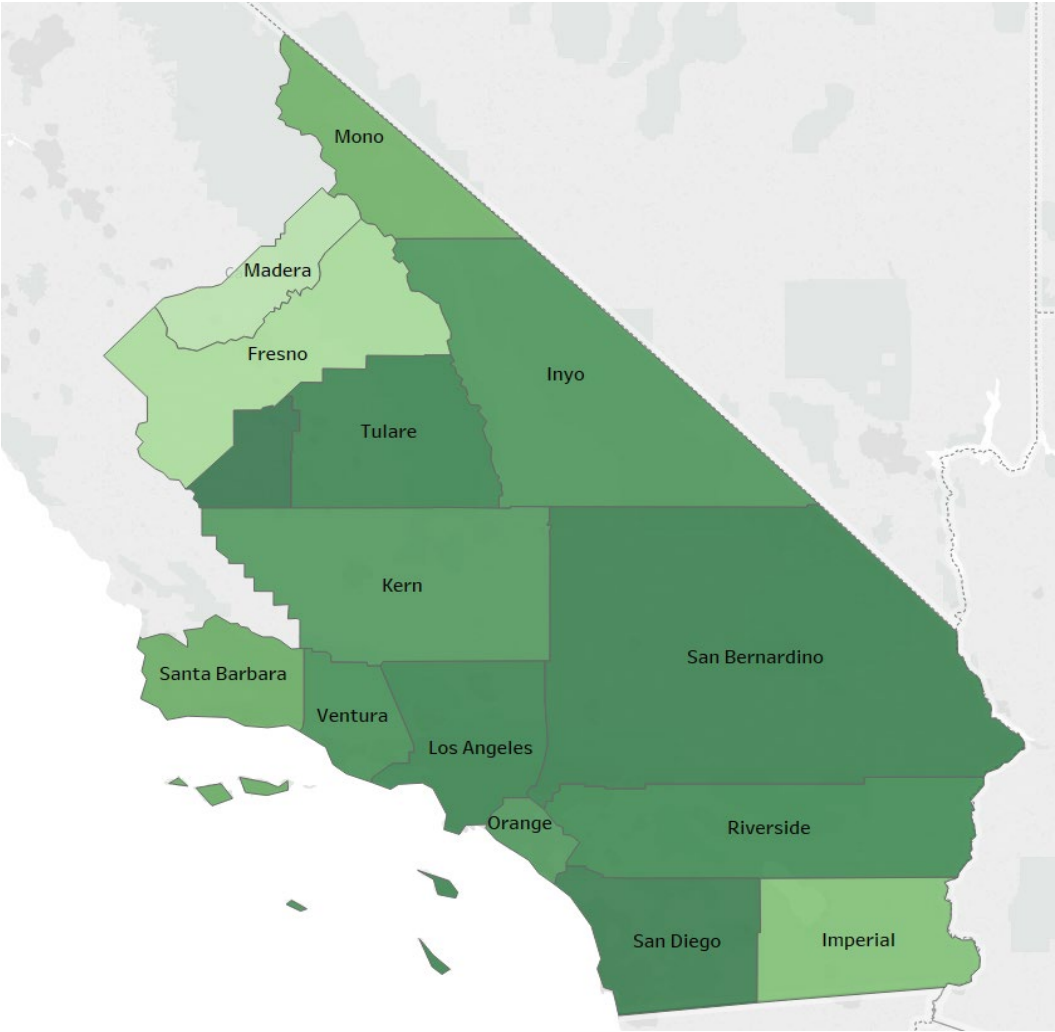 Mono
Madera
Fresno
Inyo
Tulare
Kern
San Bernardino
Santa Barbara
Ventura
Los Angeles
Orange
Riverside
San Diego
Imperial